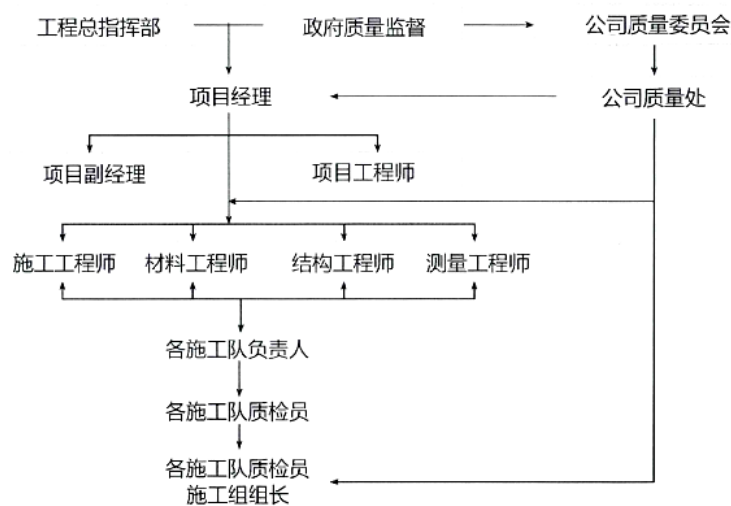 工程总指挥部
政府质量监督
公司质量委员会
项目经理
公司质量处
项目副经理
项目工程师
施工工程师
材料工程师
结构工程师
测量工程师
各施工队负责人
各施工队质检员
各施工队质检员
施工组组长